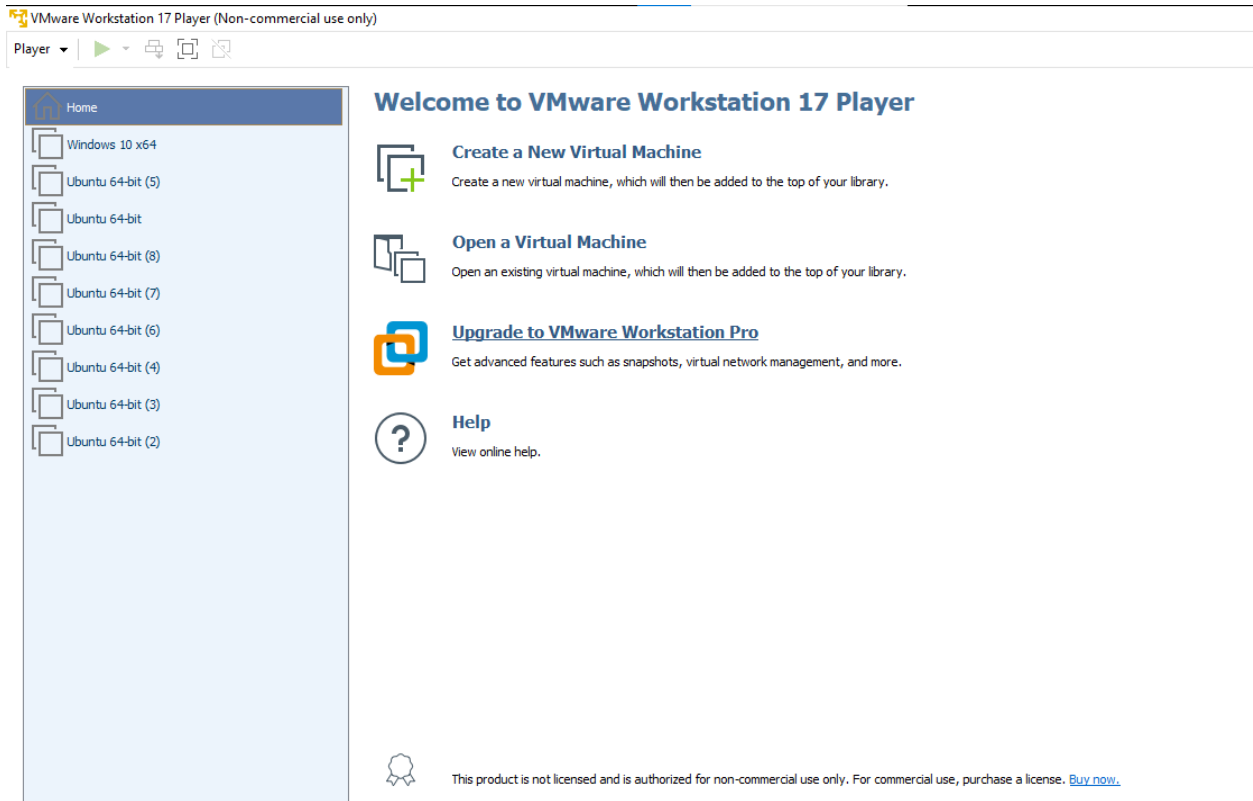 VMware Workstation 17 Player (Non-commercial use only)
Player
Home
Windows 10 x64
Ubuntu 64-bit (5)
Ubuntu 64-bit
Ubuntu 64-bit (8)
Ubuntu 64-bit (7)
Ubuntu 64-bit (6)
Ubuntu 64-bit (4)
Ubuntu 64-bit (3)
Ubuntu 64-bit (2)
Welcome to VMware Workstation 17 Player
Create a New Virtual Machine
Create a new virtual machine, which will then be added to the top of your library.
Open a Virtual Machine
Open an existing virtual machine, which will then be added to the top of your library.
Upgrade to VMware Workstation Pro
Get advanced features such as snapshots, virtual network management, and more.
Help
View online help.
This product is not licensed and is authorized for non-commercial use only. For commercial use, purchase a license. Buy now.